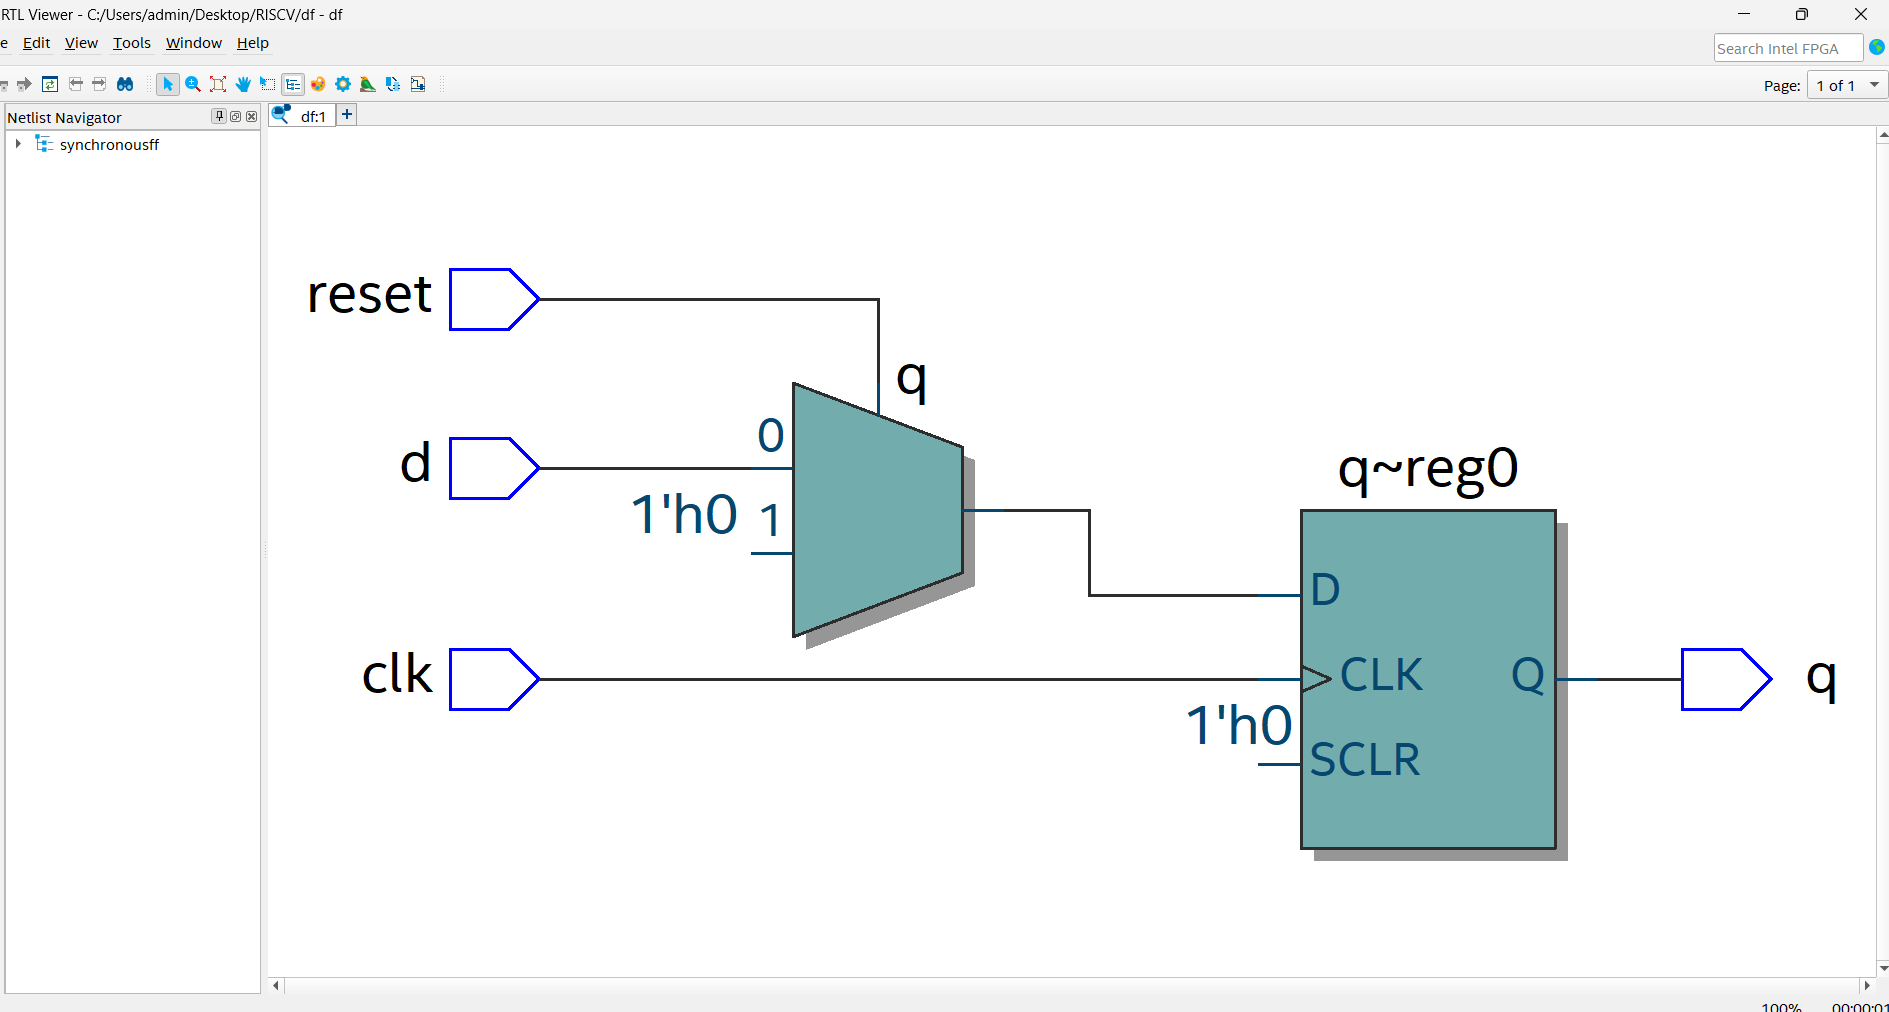 RTL Viewer - C:/Users/admin/Desktop/RISCV/df - df
e Edit View Tools Window Help
Search Intel FPGA
Page: 1 of 1
Netlist Navigator
df:1 +
synchronousff
reset
q
0
d
1'h0 1
q~reg0
D
clk
CLK Q
q
1'h0
SCLR
100% 00:00:01